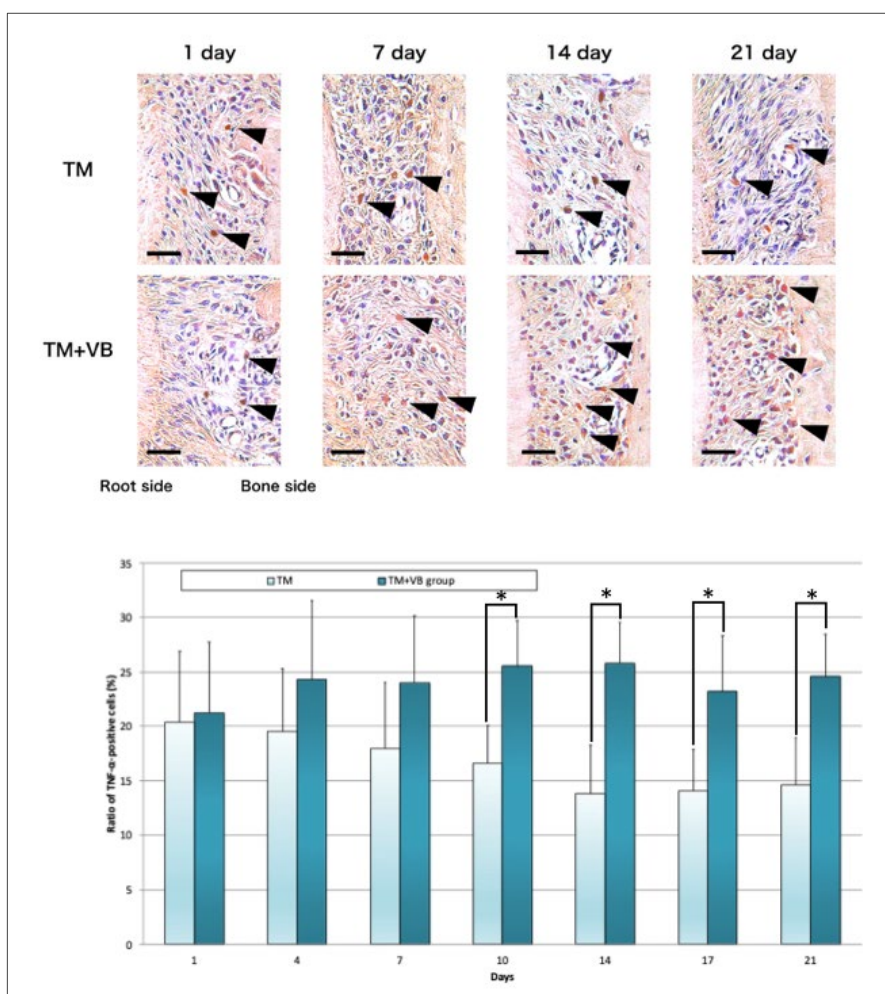 1 day 7 day 14 day 21 day
TM
TM+VB
Root side Bone side
35
TM TM+VB group
30
25
20
15
10
5
0
* * * *
Ratio of TNF-α-positive cells (%)
1 4 7 10 14 17 21
Days